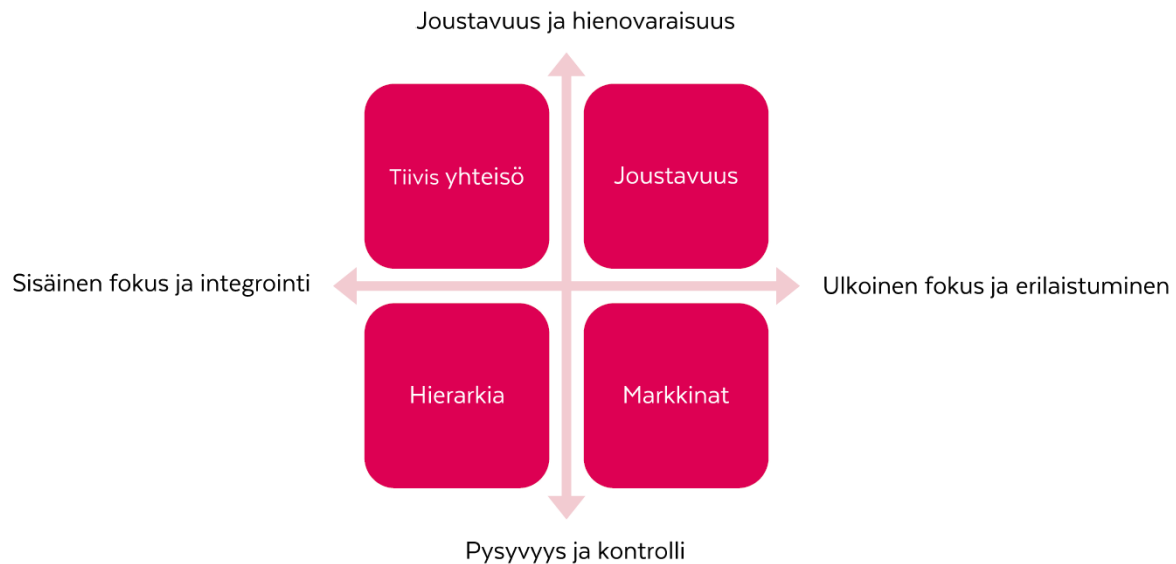 Joustavuus ja hienovaraisuus
Tiivis yhteisö
Joustavuus
Sisäinen fokus ja integrointi
Ulkoinen fokus ja erilaistuminen
Hierarkia
Markkinat
Pysyvyys ja kontrolli